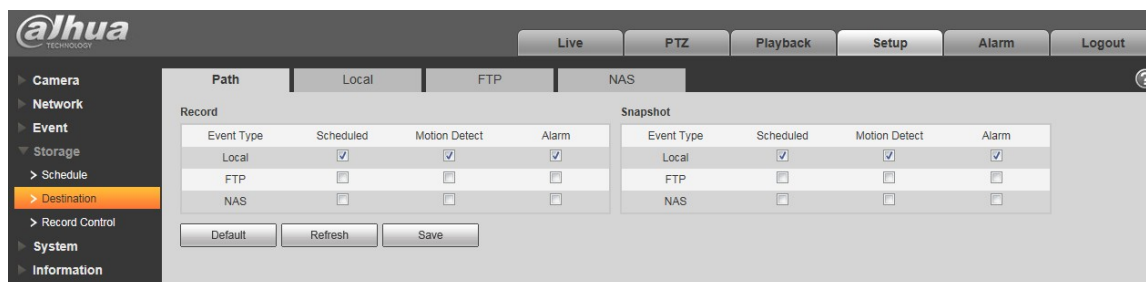 alhua
TECHNOLOGY
Live PTZ Playback Setup Alarm Logout
Camera
Network
Event
Storage
> Schedule
> Destination
> Record Control
System
Information
Path Local FTP NAS
?
Record
Event Type Scheduled Motion Detect Alarm
Local
FTP
NAS
Snapshot
Event Type Scheduled Motion Detect Alarm
Local
FTP
NAS
Default Refresh Save